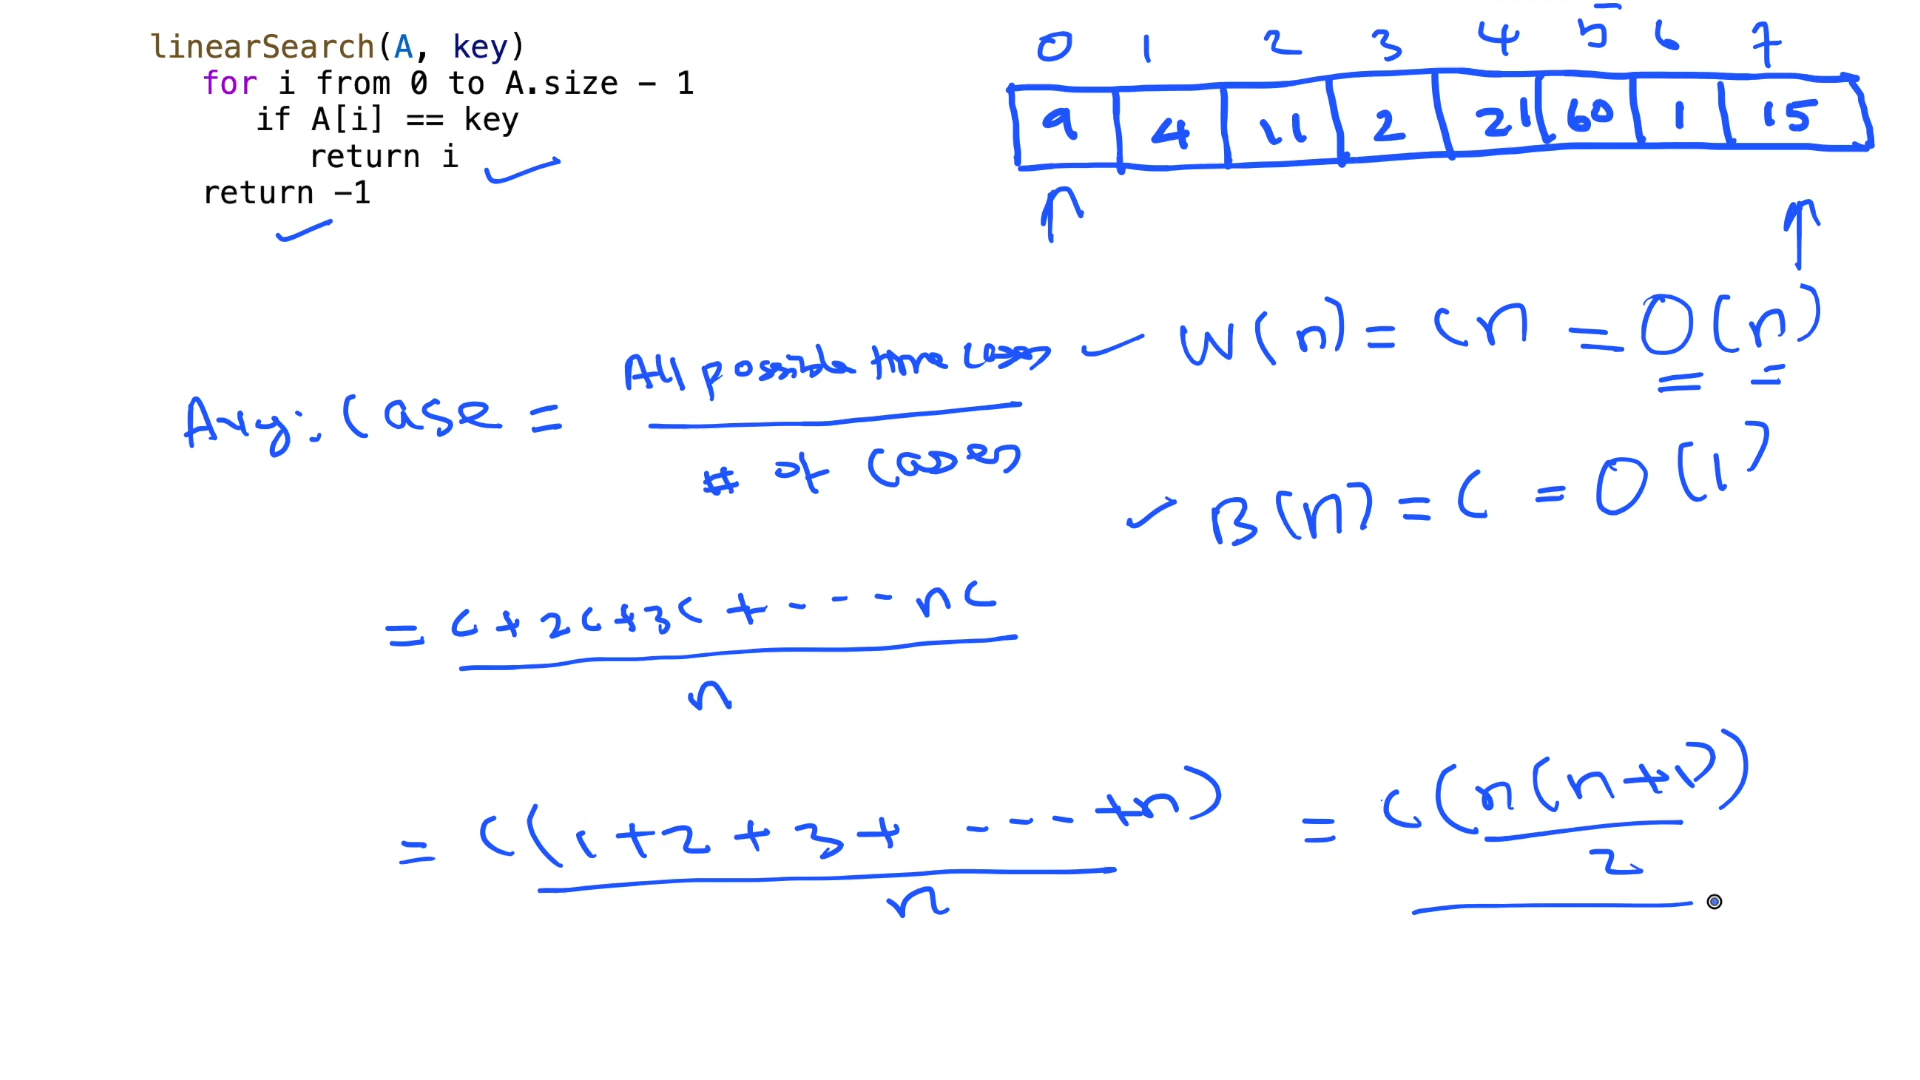 linearSearch(A, key)
for i from 0 to A.size - 1
if A[i] == key
return i
return -1
0 1 2 3 4 5 6 7
9 4 11 2 21 60 1 15
W(n) = cn = O(n)
Avg: Case = All possible time cases
# of cases
B(n) = c = O(1)
= c + 2c + 3c + ---- nc
n
= c(1 + 2 + 3 + ---- +n)
n
= c(n(n+1))
2